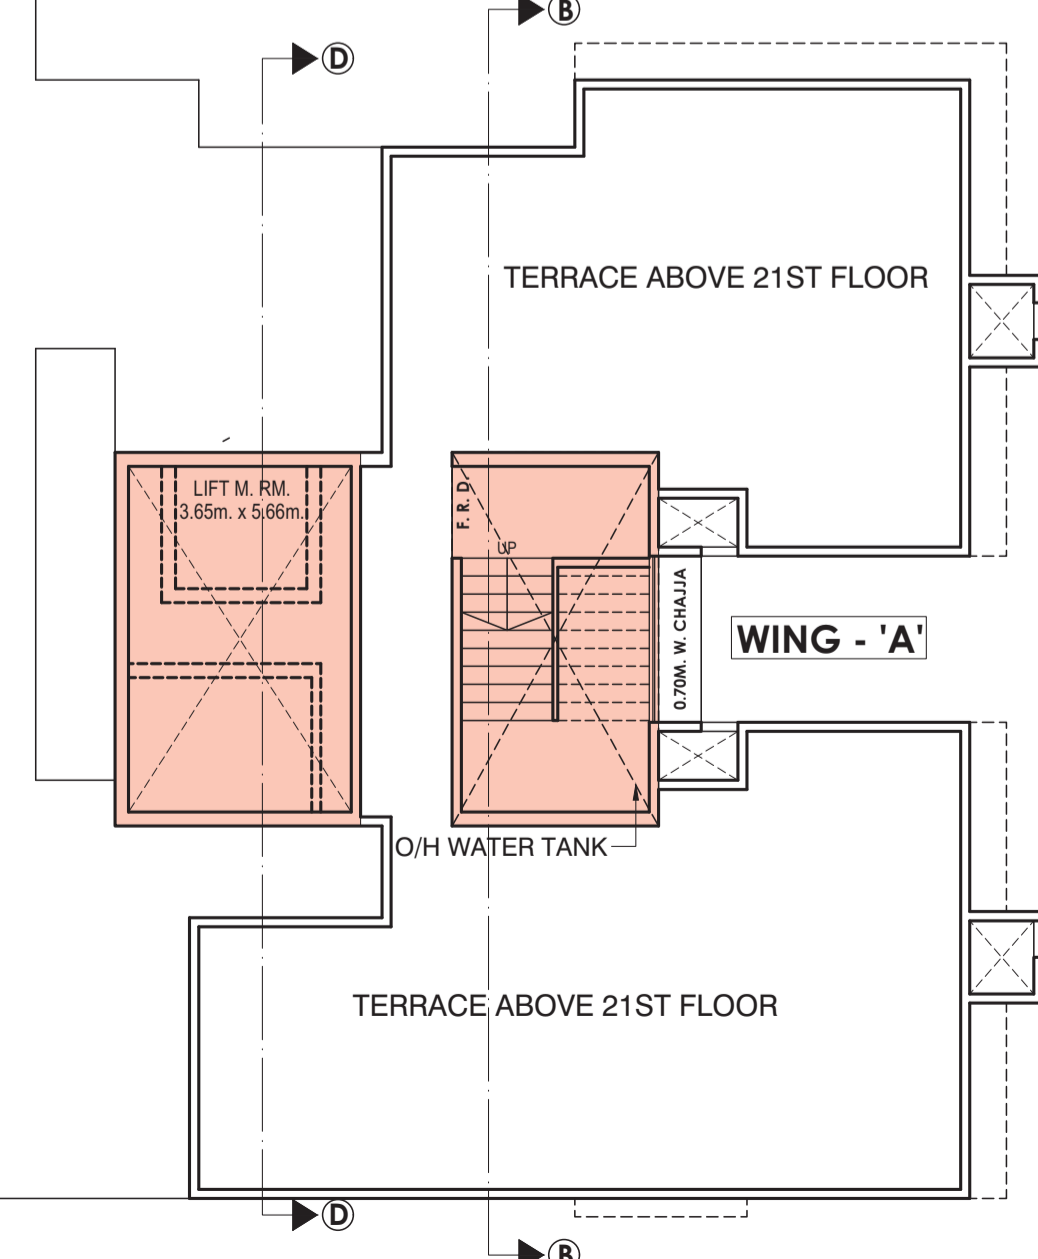 B
D
TERRACE ABOVE 21ST FLOOR
LIFT M. RM.
3.65m. x 5.66m.
F. R. D.
UP
0.70M. W. CHAJJA
WING - 'A'
O/H WATER TANK
TERRACE ABOVE 21ST FLOOR
D
B